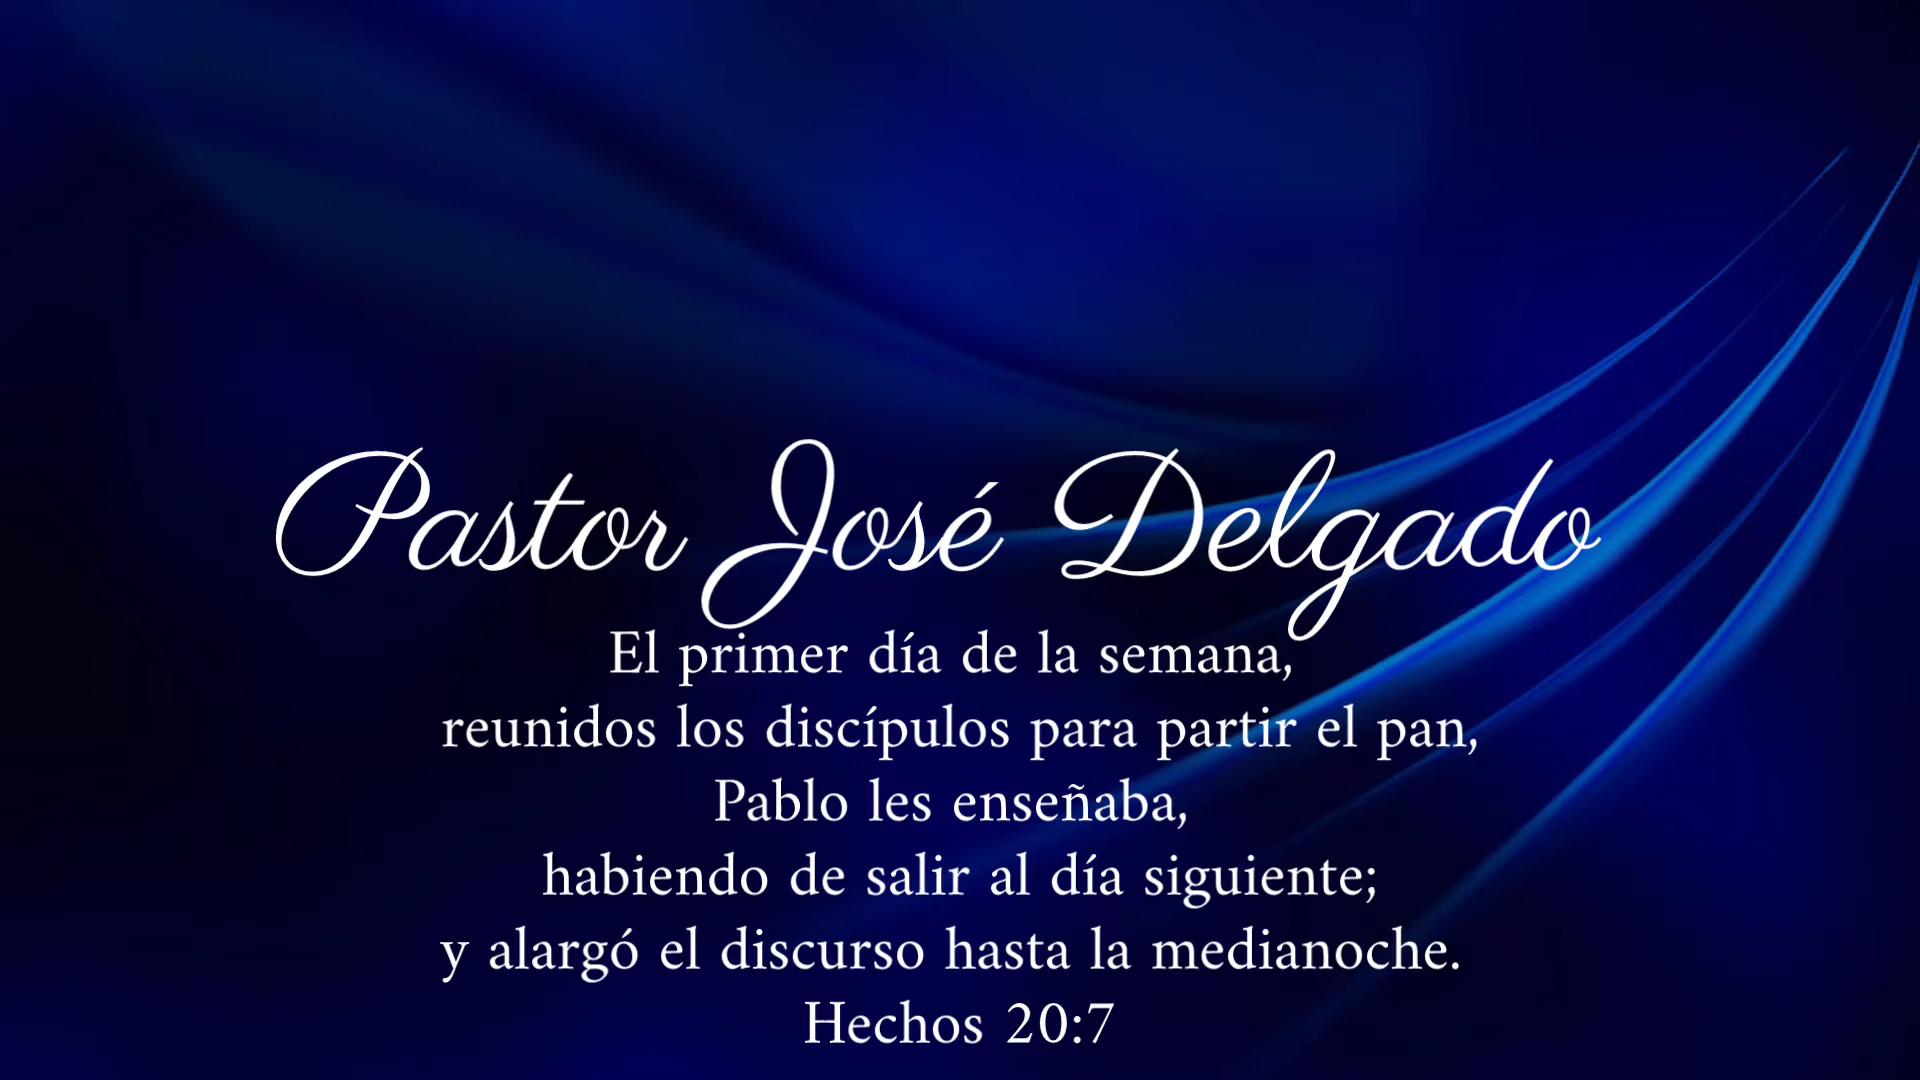 Pastor José Delgado
El primer día de la semana,
reunidos los discípulos para partir el pan,
Pablo les enseñaba,
habiendo de salir al día siguiente;
y alargó el discurso hasta la medianoche.
Hechos 20:7